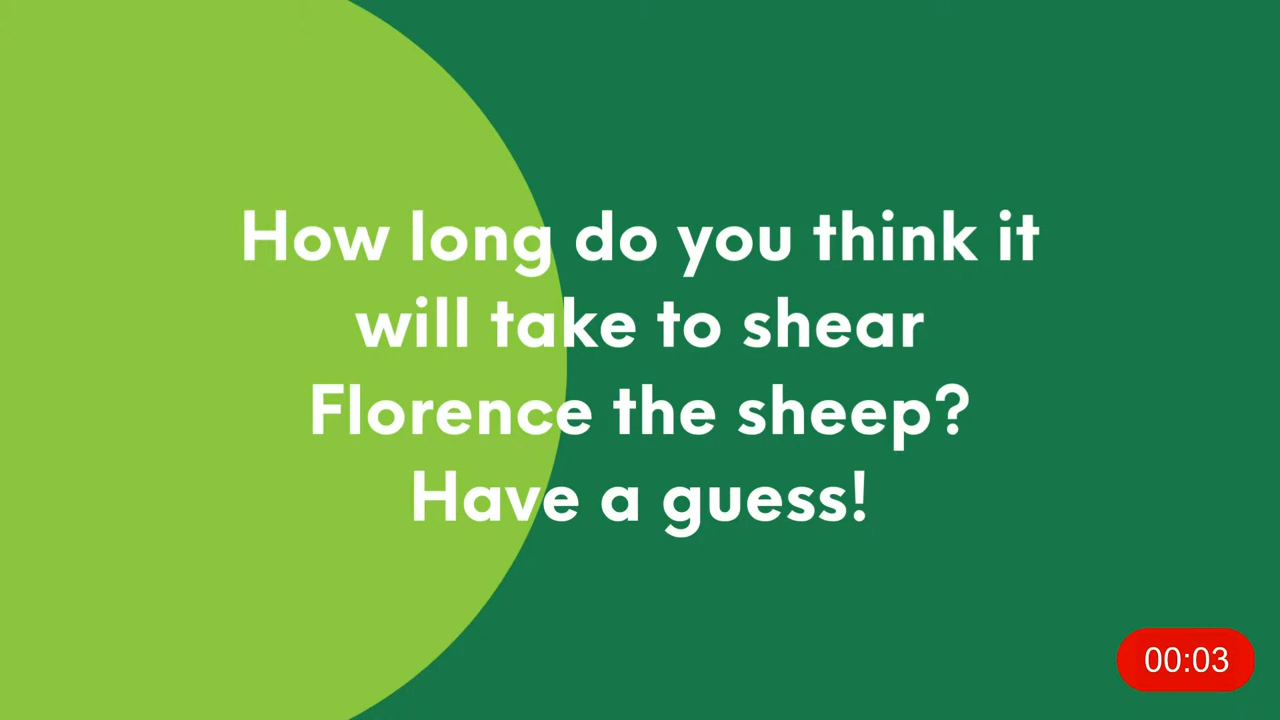 How long do you think it
will take to shear
Florence the sheep?
Have a guess!
00:03